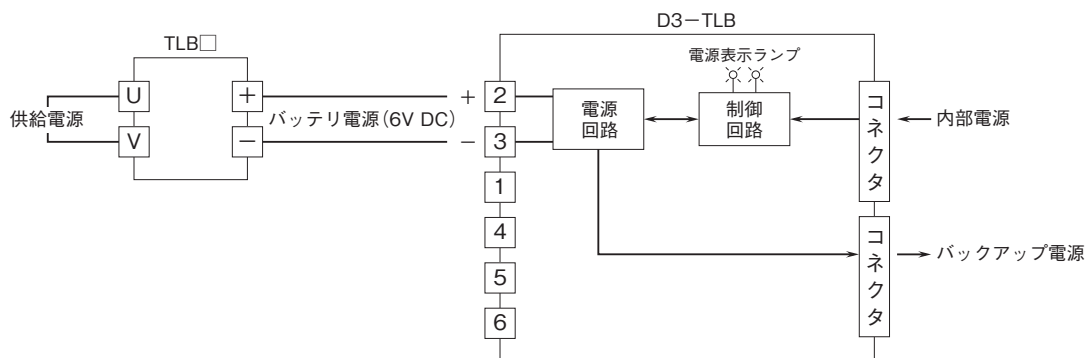 D3－TLB
TLB□
電源表示ランプ
U
＋
V
－
供給電源
バッテリ電源(6V DC)
＋ 2
－ 3
1
4
5
6
電源
回路
制御
回路
コネクタ
内部電源
コネクタ
バックアップ電源